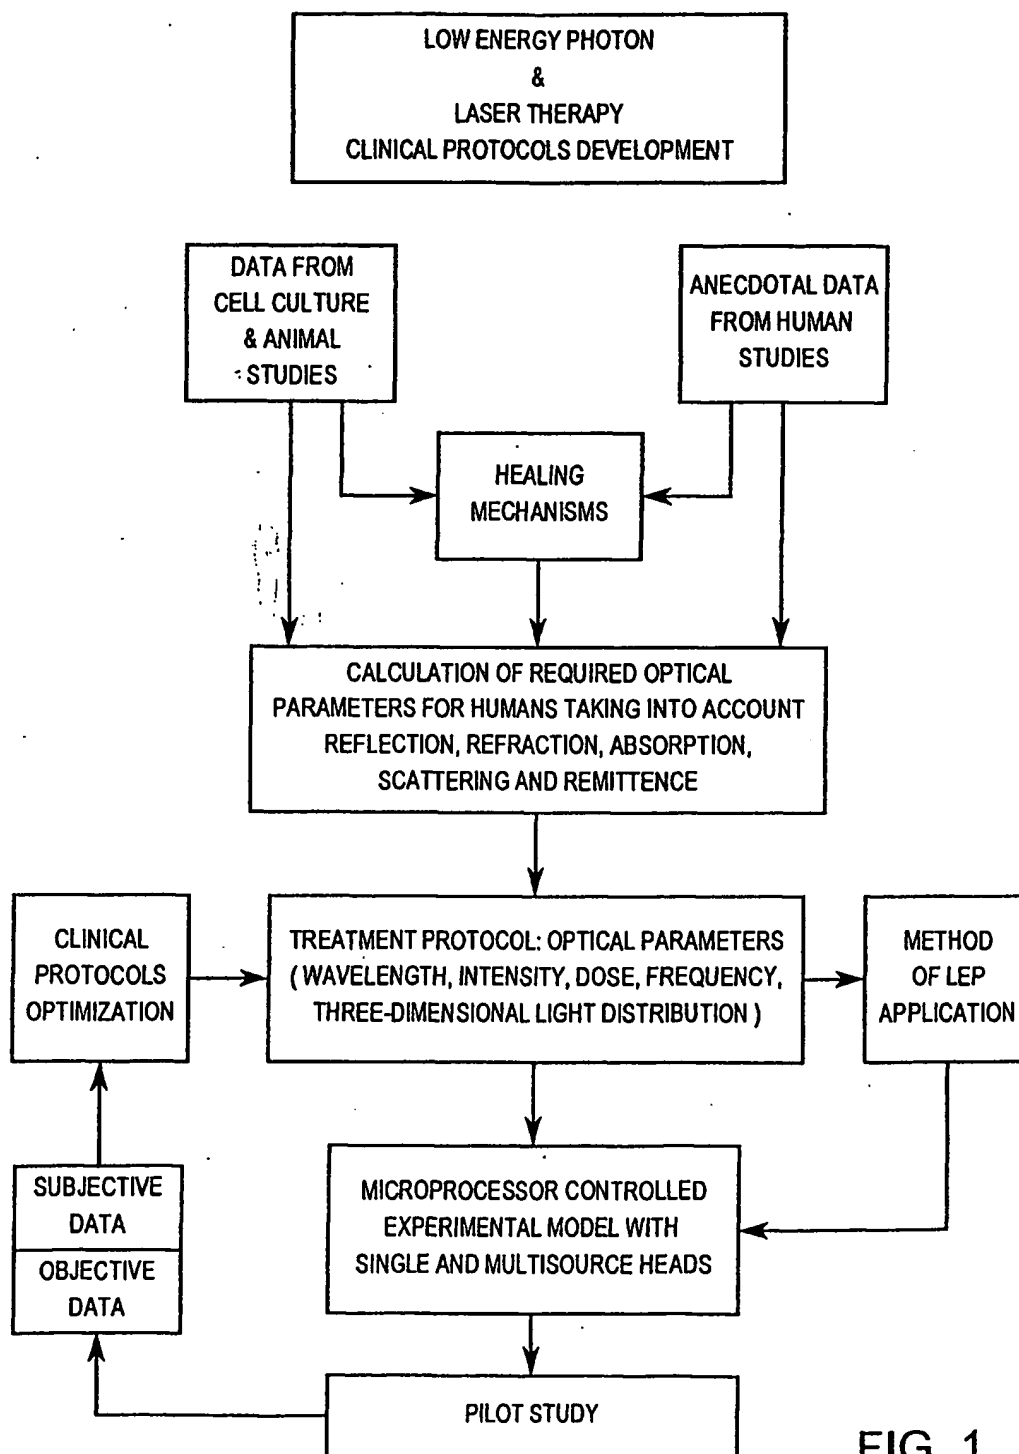 LOW ENERGY PHOTON
&
LASER THERAPY
CLINICAL PROTOCOLS DEVELOPMENT
DATA FROM
CELL CULTURE
& ANIMAL
STUDIES
ANECDOTAL DATA
FROM HUMAN
STUDIES
HEALING
MECHANISMS
CALCULATION OF REQUIRED OPTICAL
PARAMETERS FOR HUMANS TAKING INTO ACCOUNT
REFLECTION, REFRACTION, ABSORPTION,
SCATTERING AND REMITTENCE
CLINICAL
PROTOCOLS
OPTIMIZATION
TREATMENT PROTOCOL: OPTICAL PARAMETERS
( WAVELENGTH, INTENSITY, DOSE, FREQUENCY,
THREE-DIMENSIONAL LIGHT DISTRIBUTION )
METHOD
OF LEP
APPLICATION
SUBJECTIVE
DATA
OBJECTIVE
DATA
MICROPROCESSOR CONTROLLED
EXPERIMENTAL MODEL WITH
SINGLE AND MULTISOURCE HEADS
PILOT STUDY
FIG. 1